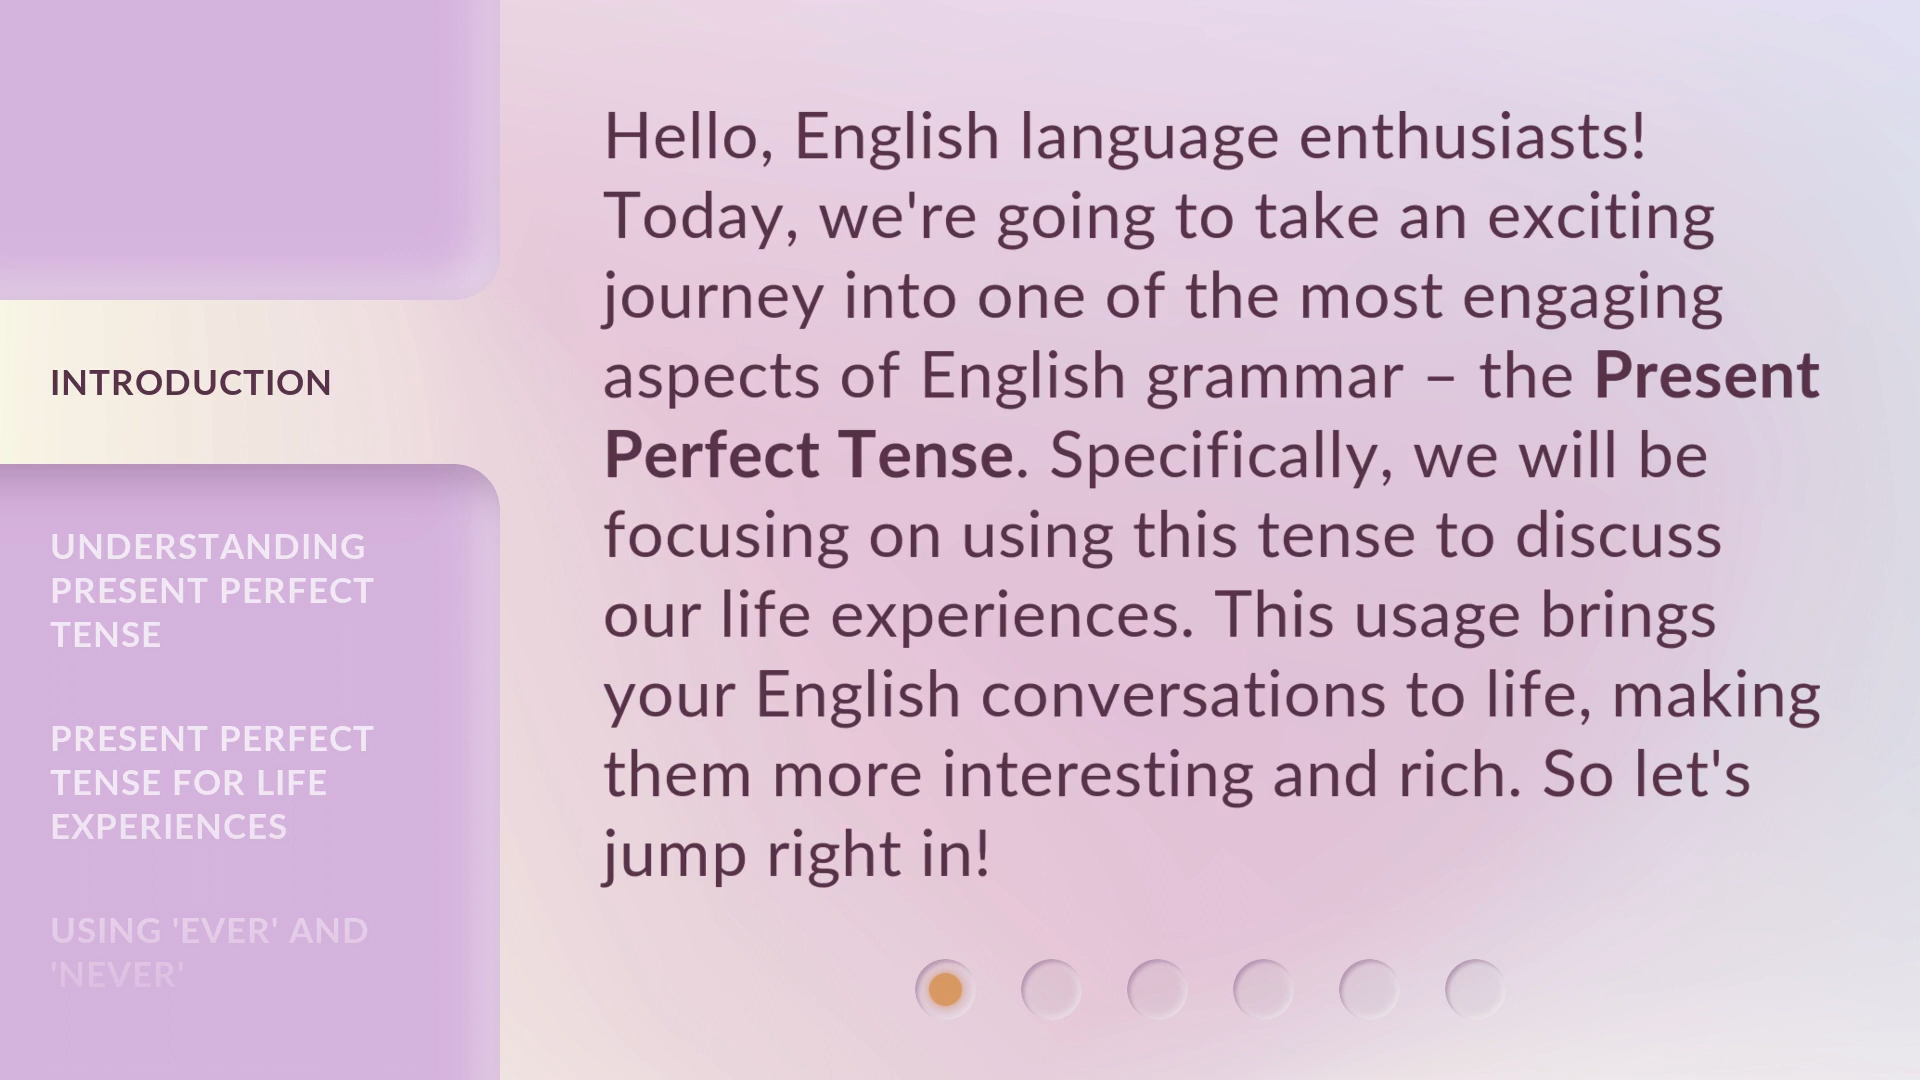 INTRODUCTION
UNDERSTANDING
PRESENT PERFECT
TENSE
PRESENT PERFECT
TENSE FOR LIFE
EXPERIENCES
USING 'EVER' AND
'NEVER'
Hello, English language enthusiasts!
Today, we're going to take an exciting
journey into one of the most engaging
aspects of English grammar – the Present
Perfect Tense. Specifically, we will be
focusing on using this tense to discuss
our life experiences. This usage brings
your English conversations to life, making
them more interesting and rich. So let's
jump right in!